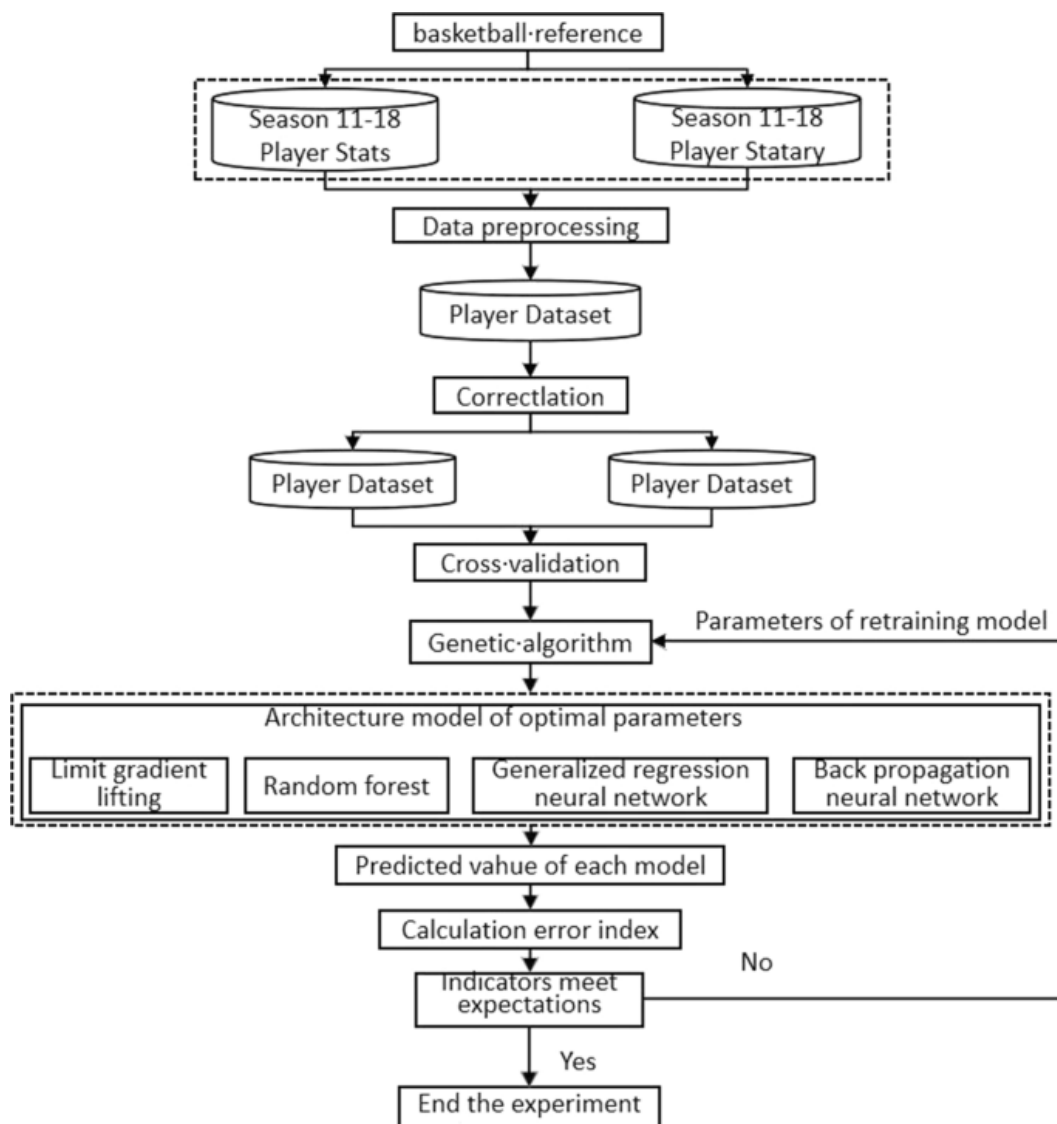 basketball·reference
Season 11-18
Player Stats
Season 11-18
Player Statary
Data preprocessing
Player Dataset
Correctlation
Player Dataset
Player Dataset
Cross·validation
Parameters of retraining model
Genetic·algorithm
Architecture model of optimal parameters
Limit gradient
lifting
Random forest
Generalized regression
neural network
Back propagation
neural network
Predicted vahue of each model
Calculation error index
Indicators meet
expectations
No
Yes
End the experiment